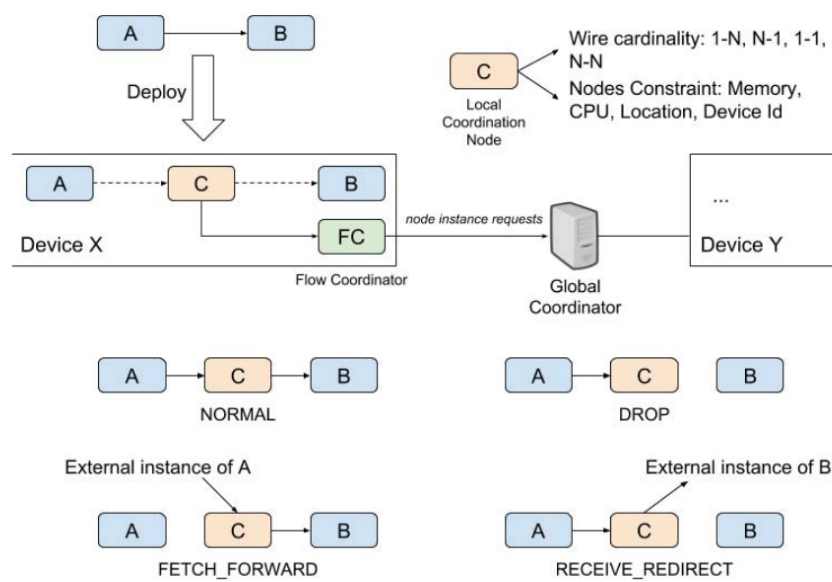 A
B
Deploy
C
Local
Coordination
Node
Wire cardinality: 1-N, N-1, 1-1,
N-N
Nodes Constraint: Memory,
CPU, Location, Device Id
A
C
B
FC
Device X
Flow Coordinator
node instance requests
Global
Coordinator
...
Device Y
A
C
B
NORMAL
A
C
B
DROP
External instance of A
A
C
B
FETCH_FORWARD
External instance of B
A
C
B
RECEIVE_REDIRECT